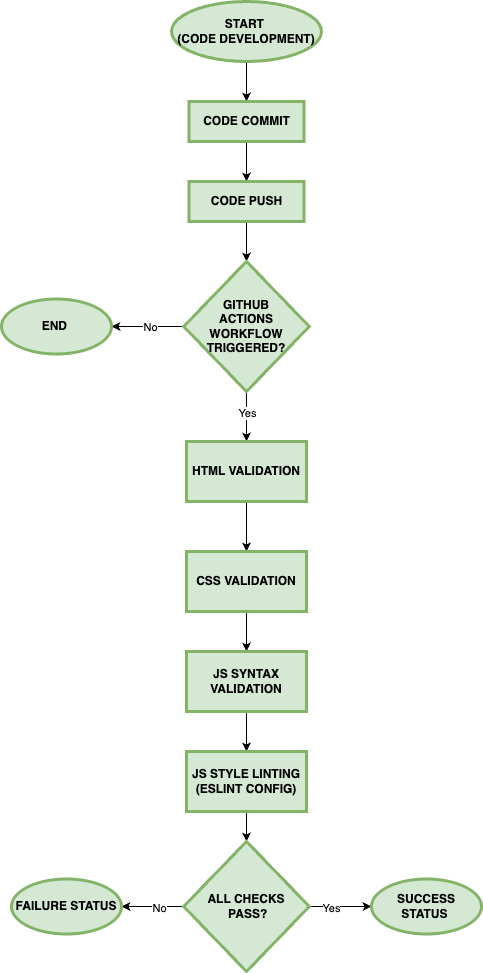 START
(CODE DEVELOPMENT)
CODE COMMIT
CODE PUSH
GITHUB
ACTIONS
WORKFLOW
TRIGGERED?
No
END
Yes
HTML VALIDATION
CSS VALIDATION
JS SYNTAX
VALIDATION
JS STYLE LINTING
(ESLINT CONFIG)
ALL CHECKS
PASS?
No
FAILURE STATUS
Yes
SUCCESS
STATUS